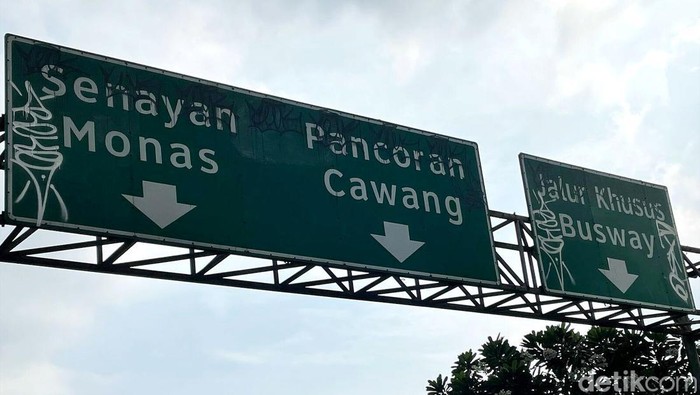 Senayan
Monas
Pancoran
Cawang
Jalur Khusus
Busway
detikcom